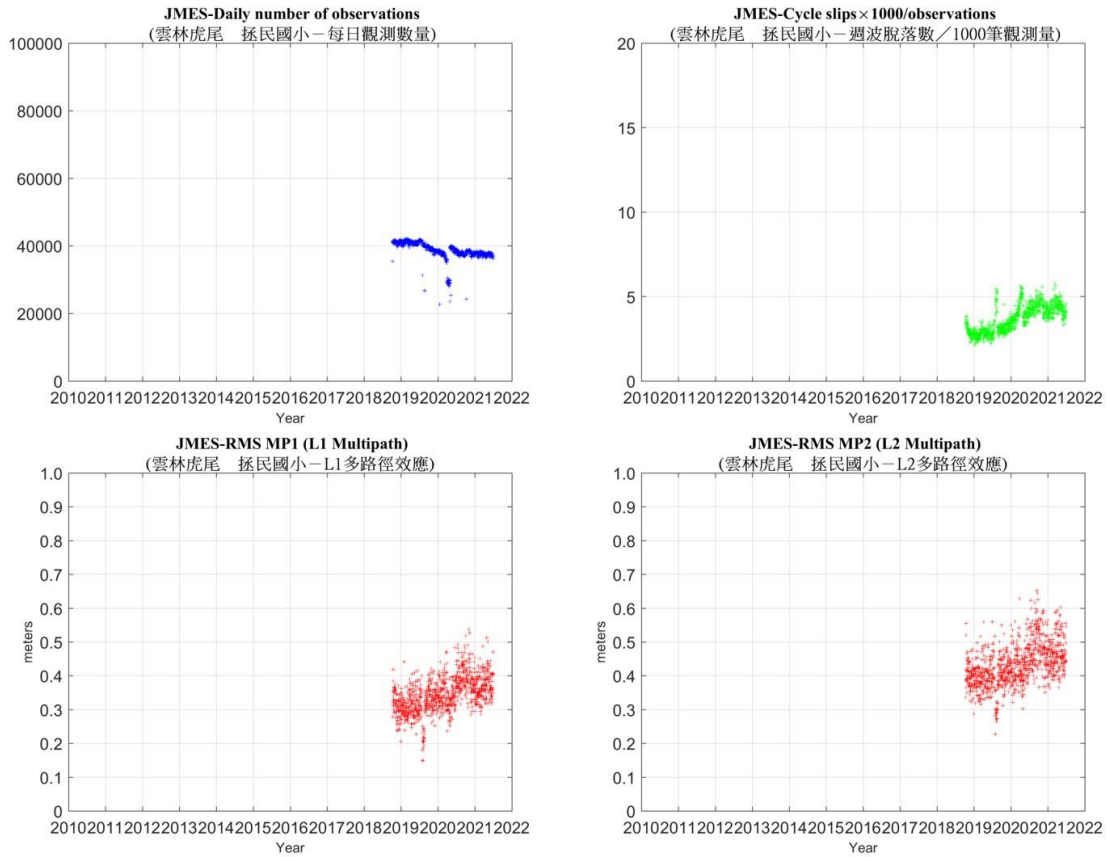 JMES-Daily number of observations
(雲林虎尾　拯民國小－每日觀測數量)
100000
80000
60000
40000
20000
0
2010 2011 2012 2013 2014 2015 2016 2017 2018 2019 2020 2021 2022
Year
JMES-Cycle slips×1000/observations
(雲林虎尾　拯民國小－週波脫落數／1000筆觀測量)
20
15
10
5
0
2010 2011 2012 2013 2014 2015 2016 2017 2018 2019 2020 2021 2022
Year
JMES-RMS MP1 (L1 Multipath)
(雲林虎尾　拯民國小－L1多路徑效應)
1.0
0.9
0.8
0.7
0.6
0.5
0.4
0.3
0.2
0.1
0
meters
2010 2011 2012 2013 2014 2015 2016 2017 2018 2019 2020 2021 2022
Year
JMES-RMS MP2 (L2 Multipath)
(雲林虎尾　拯民國小－L2多路徑效應)
1.0
0.9
0.8
0.7
0.6
0.5
0.4
0.3
0.2
0.1
0
meters
2010 2011 2012 2013 2014 2015 2016 2017 2018 2019 2020 2021 2022
Year